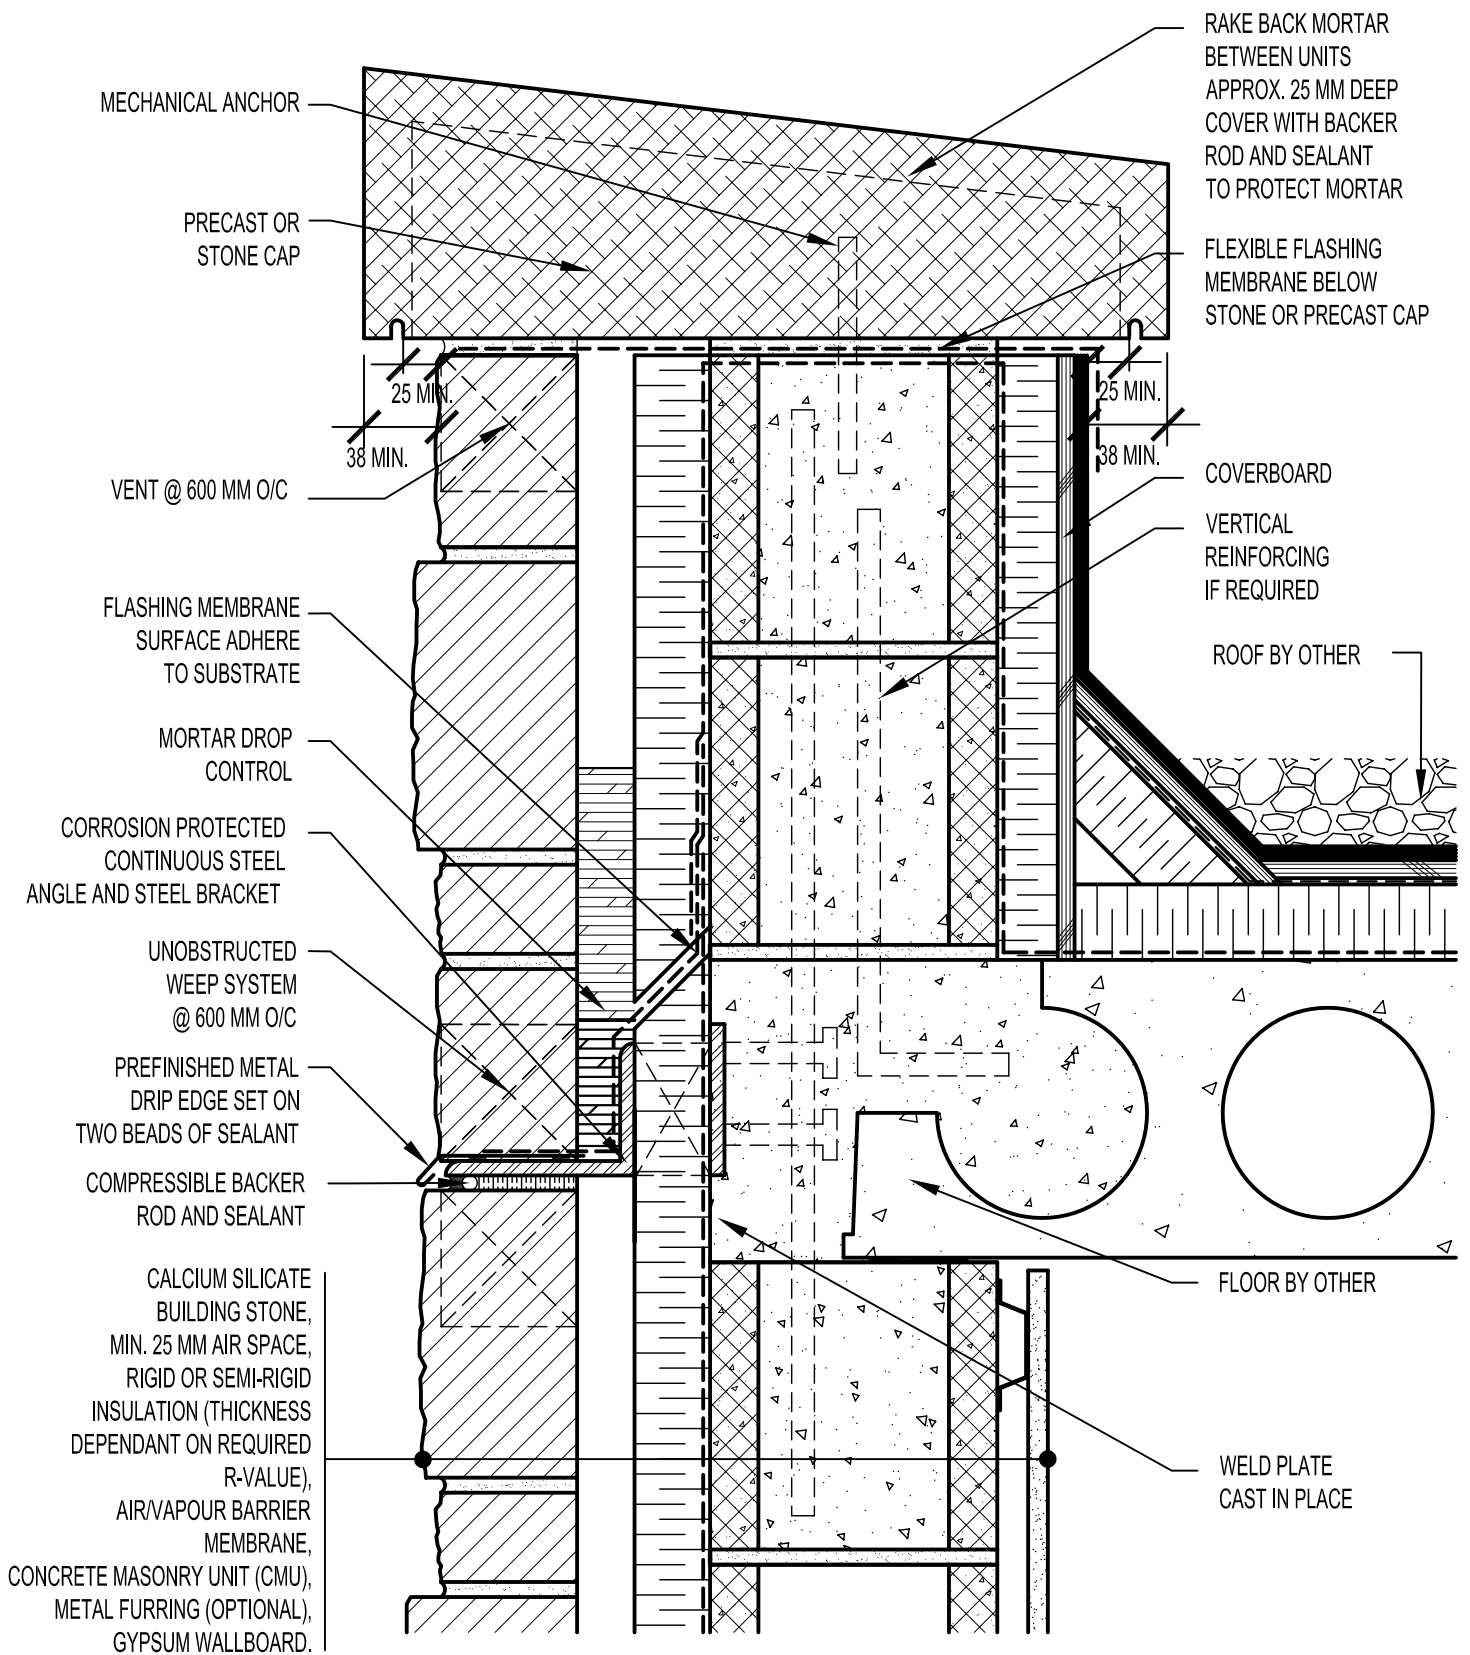 MECHANICAL ANCHOR
PRECAST OR
STONE CAP
25 MIN.
38 MIN.
VENT @ 600 MM O/C
FLASHING MEMBRANE
SURFACE ADHERE
TO SUBSTRATE
MORTAR DROP
CONTROL
CORROSION PROTECTED
CONTINUOUS STEEL
ANGLE AND STEEL BRACKET
UNOBSTRUCTED
WEEP SYSTEM
@ 600 MM O/C
PREFINISHED METAL
DRIP EDGE SET ON
TWO BEADS OF SEALANT
COMPRESSIBLE BACKER
ROD AND SEALANT
CALCIUM SILICATE
BUILDING STONE,
MIN. 25 MM AIR SPACE,
RIGID OR SEMI-RIGID
INSULATION (THICKNESS
DEPENDANT ON REQUIRED
R-VALUE),
AIR/VAPOUR BARRIER
MEMBRANE,
CONCRETE MASONRY UNIT (CMU),
METAL FURRING (OPTIONAL),
GYPSUM WALLBOARD.
RAKE BACK MORTAR
BETWEEN UNITS
APPROX. 25 MM DEEP
COVER WITH BACKER
ROD AND SEALANT
TO PROTECT MORTAR
FLEXIBLE FLASHING
MEMBRANE BELOW
STONE OR PRECAST CAP
25 MIN.
38 MIN.
COVERBOARD
VERTICAL
REINFORCING
IF REQUIRED
ROOF BY OTHER
FLOOR BY OTHER
WELD PLATE
CAST IN PLACE